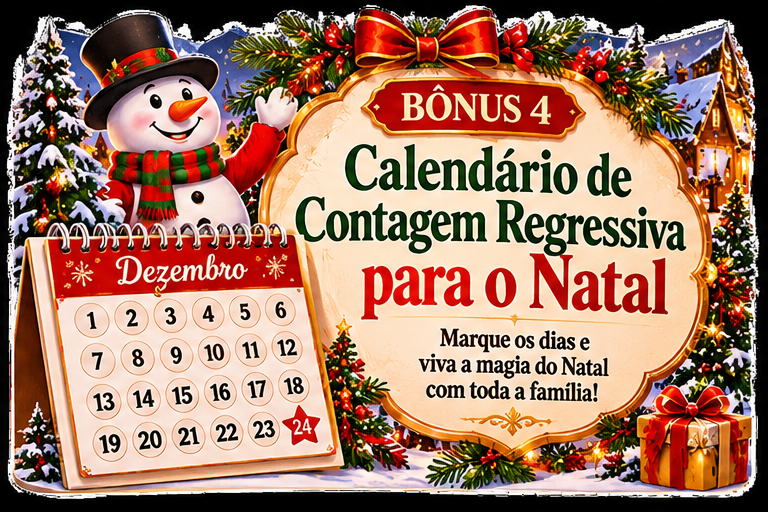 BÔNUS 4
Calendário de
Contagem Regressiva
para o Natal
Marque os dias e
viva a magia do Natal
com toda a família!
Dezembro
1 2 3 4 5 6
7 8 9 10 11 12
13 14 15 16 17 18
19 20 21 22 23 24